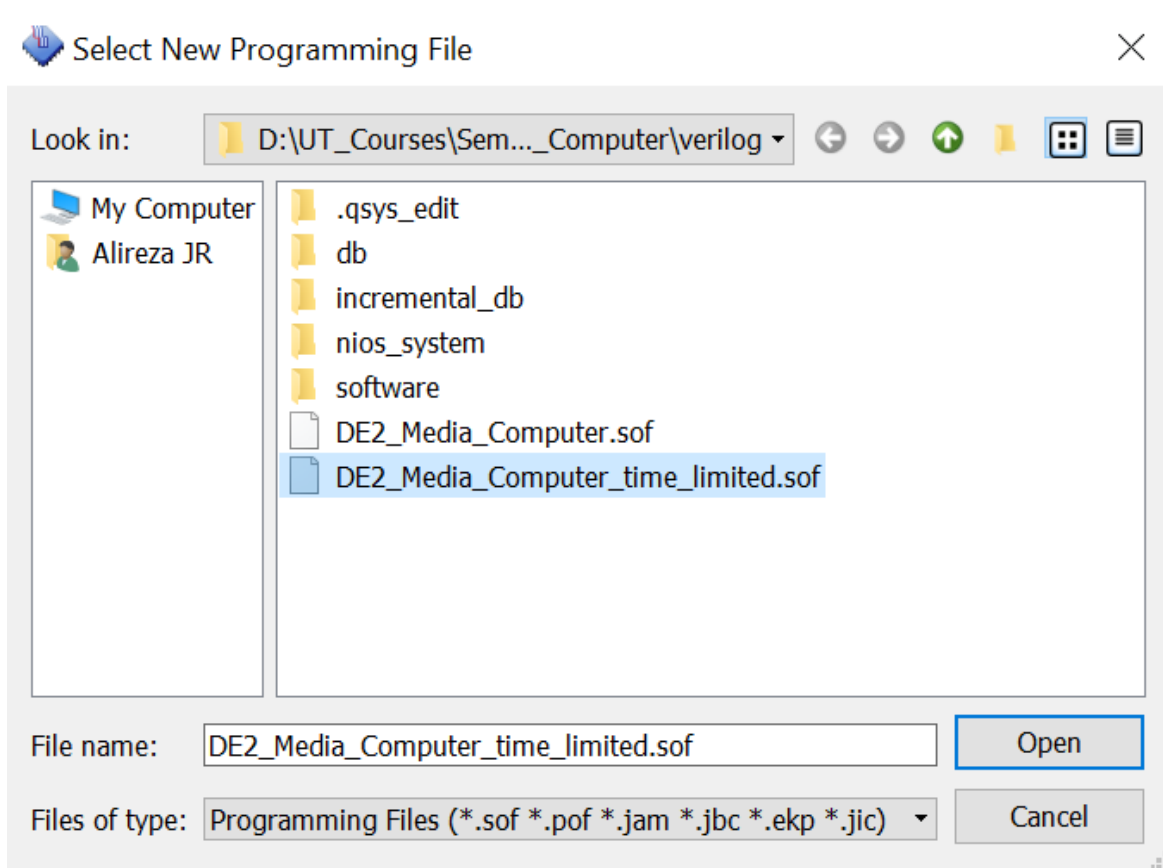 Select New Programming File
Look in: D:\UT_Courses\Sem..._Computer\verilog
My Computer
Alireza JR
.qsys_edit
db
incremental_db
nios_system
software
DE2_Media_Computer.sof
DE2_Media_Computer_time_limited.sof
File name: DE2_Media_Computer_time_limited.sof Open
Files of type: Programming Files (*.sof *.pof *.jam *.jbc *.ekp *.jic) Cancel